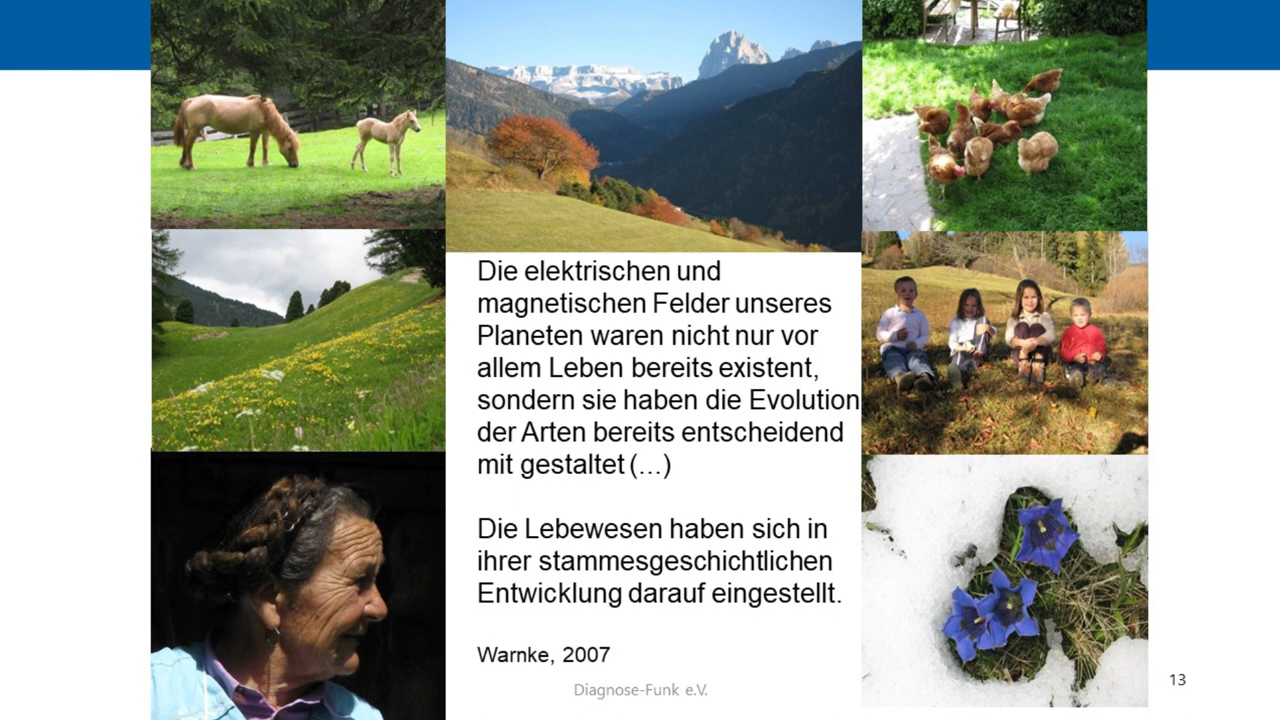 Die elektrischen und
magnetischen Felder unseres
Planeten waren nicht nur vor
allem Leben bereits existent,
sondern sie haben die Evolution
der Arten bereits entscheidend
mit gestaltet (...)
Die Lebewesen haben sich in
ihrer stammesgeschichtlichen
Entwicklung darauf eingestellt.
Warnke, 2007
Diagnose-Funk e.V.
13